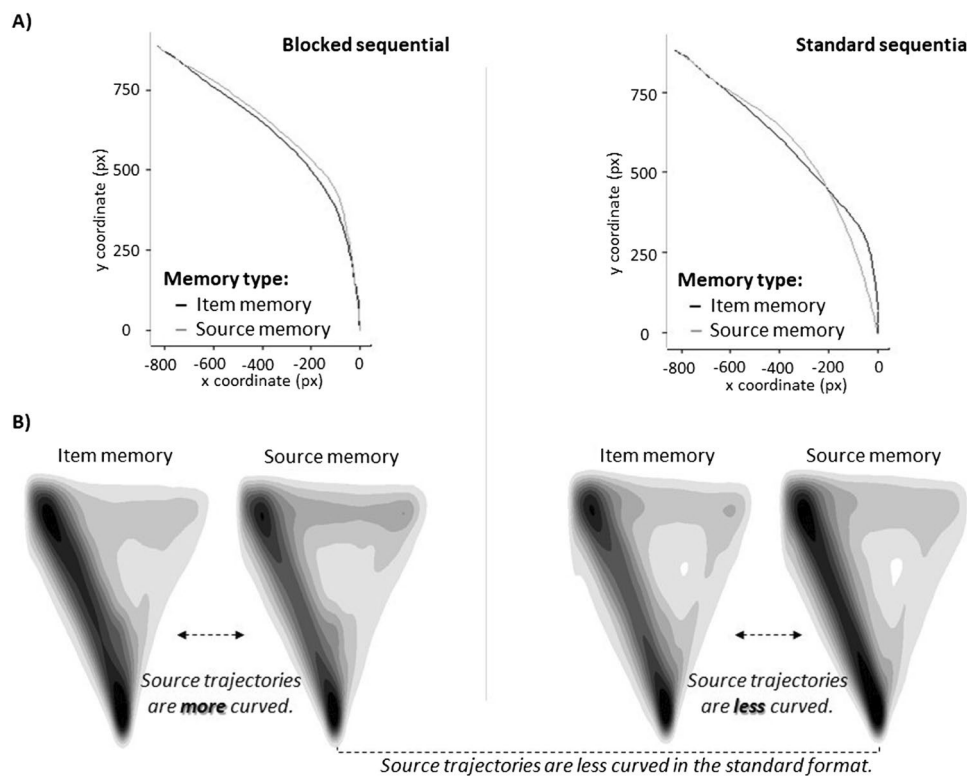 A)
Blocked sequential
Standard sequentia
750
500
250
0
y coordinate (px)
Memory type:
Item memory
Source memory
-800 -600 -400 -200 0
x coordinate (px)
750
500
250
0
y coordinate (px)
Memory type:
Item memory
Source memory
-800 -600 -400 -200 0
x coordinate (px)
B)
Item memory
Source memory
Item memory
Source memory
Source trajectories
are more curved.
Source trajectories
are less curved.
Source trajectories are less curved in the standard format.